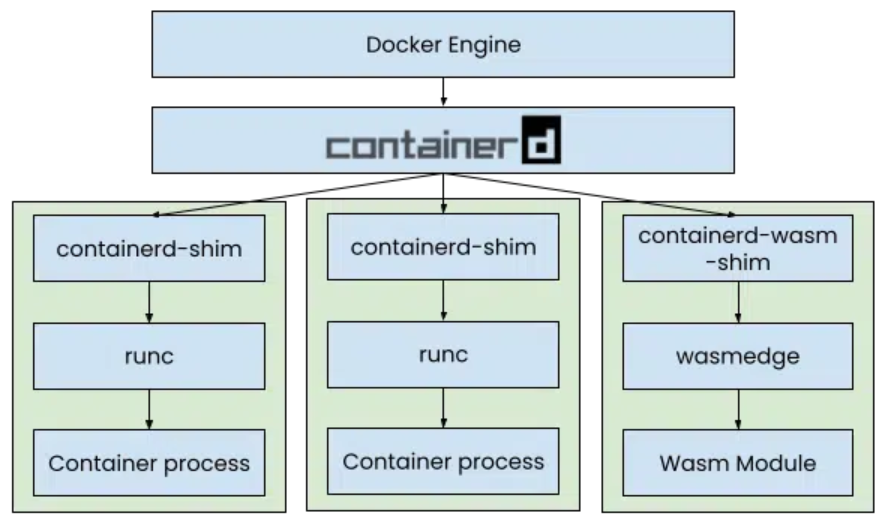 Docker Engine
containerd
containerd-shim
runc
Container process
containerd-shim
runc
Container process
containerd-wasm
-shim
wasmedge
Wasm Module